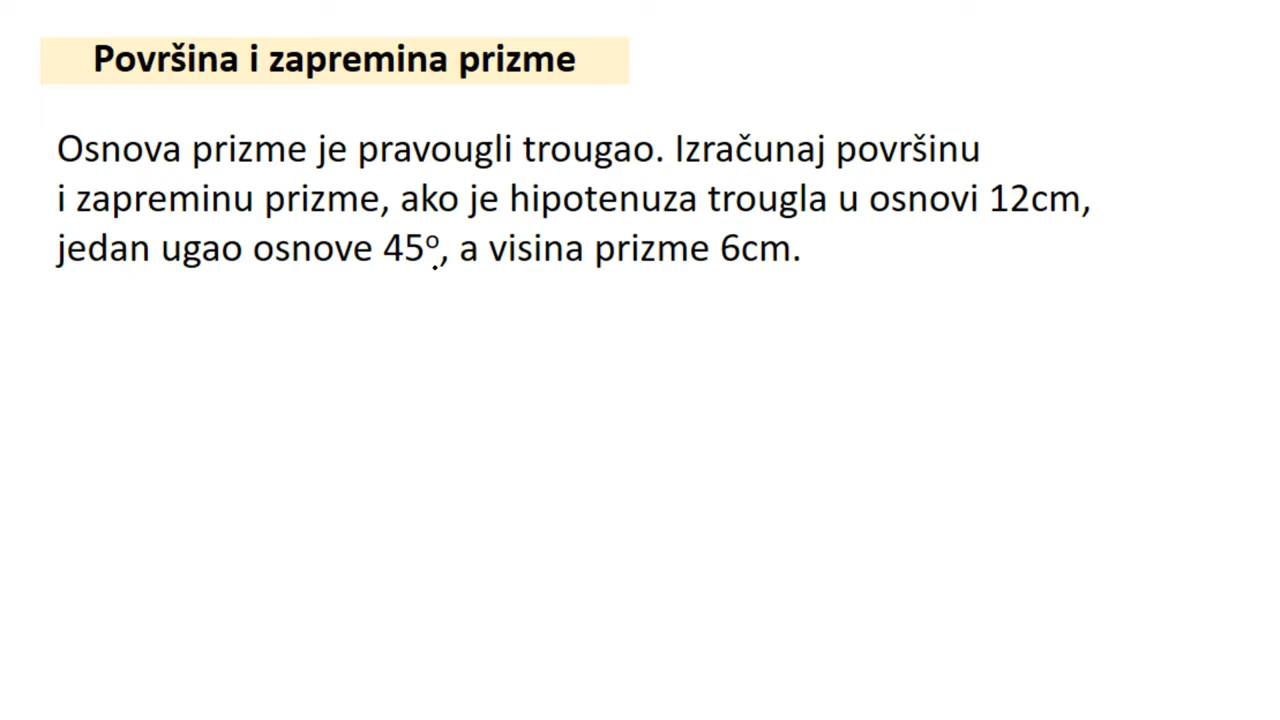 Površina i zapremina prizme
Osnova prizme je pravougli trougao. Izračunaj površinu
i zapreminu prizme, ako je hipotenuza trougla u osnovi 12cm,
jedan ugao osnove 45º, a visina prizme 6cm.